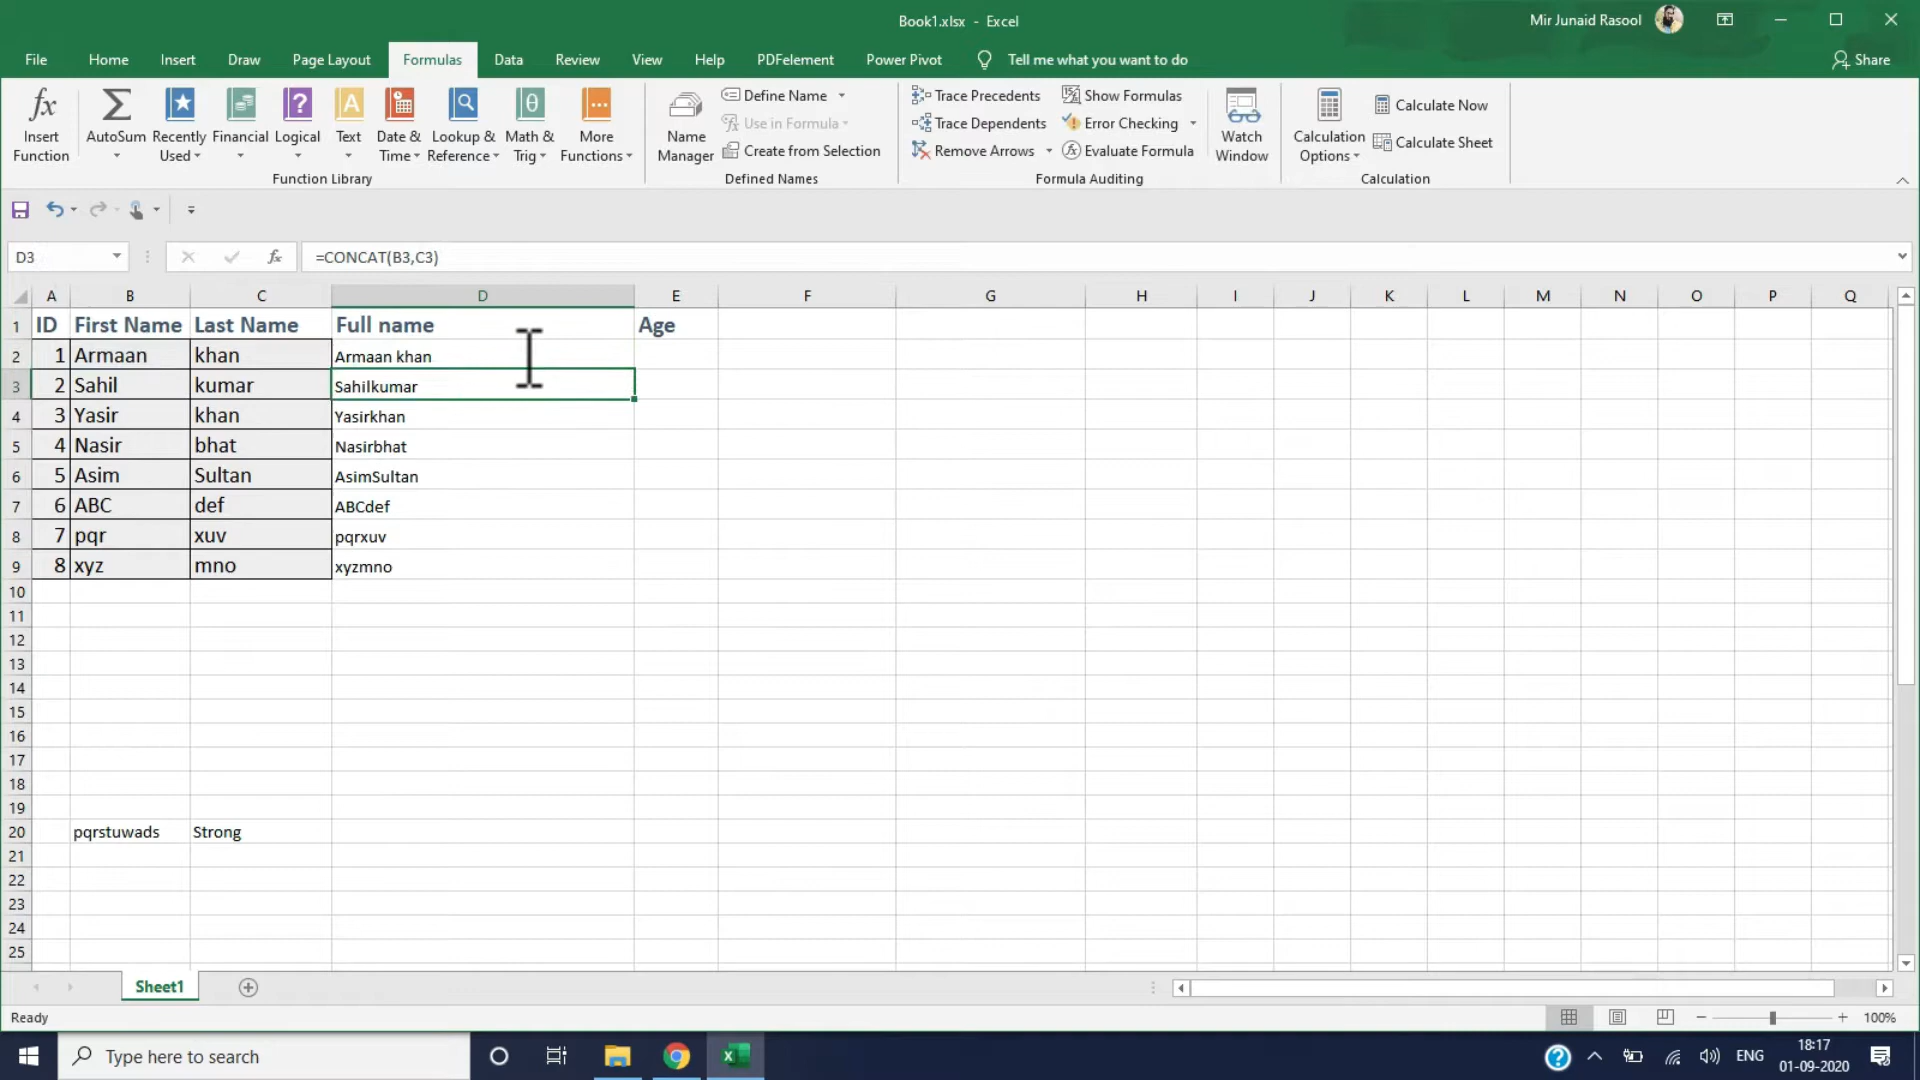 Book1.xlsx - Excel
Mir Junaid Rasool
File Home Insert Draw Page Layout Formulas Data Review View Help PDFelement Power Pivot Tell me what you want to do Share
Insert Function
AutoSum
Recently Used
Financial
Logical
Text
Date & Time
Lookup & Reference
Math & Trig
More Functions
Function Library
Name Manager
Define Name
Use in Formula
Create from Selection
Defined Names
Trace Precedents
Trace Dependents
Remove Arrows
Show Formulas
Error Checking
Evaluate Formula
Formula Auditing
Watch Window
Calculation Options
Calculate Now
Calculate Sheet
Calculation
D3 fx =CONCAT(B3,C3)
A B C D E F G H I J K L M N O P Q
1 ID First Name Last Name Full name Age
2 1 Armaan khan Armaan khan
3 2 Sahil kumar Sahilkumar
4 3 Yasir khan Yasirkhan
5 4 Nasir bhat Nasirbhat
6 5 Asim Sultan AsimSultan
7 6 ABC def ABCdef
8 7 pqr xuv pqrxuv
9 8 xyz mno xyzmno
10
11
12
13
14
15
16
17
18
19
20 pqrstuwads Strong
21
22
23
24
25
Sheet1
Ready
100%
Type here to search
ENG
18:17
01-09-2020